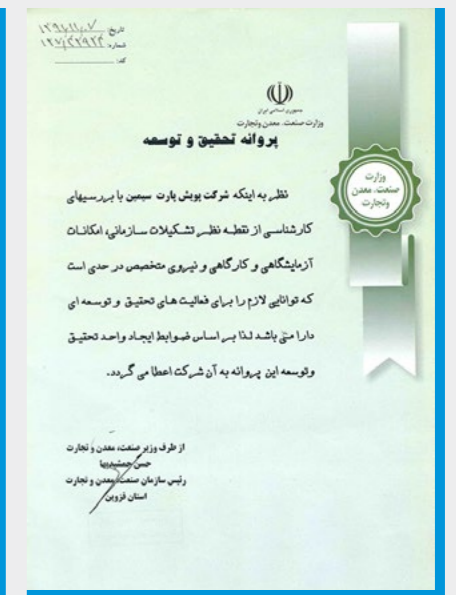 تاریخ: ۱۳۹۱/۱۱/۰۷
شماره: ۱۲۷/۳۲۹۲۳
کد:
جمهوری اسلامی ایران
وزارت صنعت، معدن وتجارت
پروانه تحقیق و توسعه
وزارت
صنعت، معدن
وتجارت
نظر به اینکه شرکت پویش پارت سیمین با بررسیهای
کارشناسی از نقطه نظر تشکیلات سازمانی، امکانات
آزمایشگاهی و کارگاهی و نیروی متخصص در حدی است
که توانایی لازم را برای فعالیت های تحقیق و توسعه ای
دارا می باشد لذا بر اساس ضوابط ایجاد واحد تحقیق
وتوسعه این پروانه به آن شرکت اعطا می گردد.
از طرف وزیر صنعت، معدن و تجارت
حسن جمشیدیها
رئیس سازمان صنعت، معدن و تجارت
استان قزوین